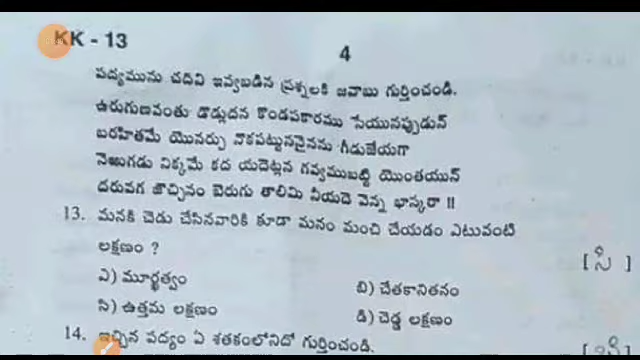 KK - 13
4
పద్యమును చదివి ఇవ్వబడిన ప్రశ్నలకి జవాబు గుర్తించండి.
ఉరుగుణవంతు డొడ్లుదన కొండపకారము సేయునప్పుడున్
బరహితమే యొనర్చు నొకపట్టుననైనను గీడుజేయగా
నెఱుగడు నిక్కమే కద యదెట్లన గవ్వముబట్టి యెంతయున్
దరువగ జొచ్చినం బెరుగు తాలిమి నీయదె వెన్న భాస్కరా !!
13. మనకి చెడు చేసినవారికి కూడా మనం మంచి చేయడం ఎటువంటి
లక్షణం ? [ సి ]
ఎ) మూర్ఖత్వం బి) చేతకానితనం
సి) ఉత్తమ లక్షణం డి) చెడ్డ లక్షణం
14. ఇచ్చిన పద్యం ఏ శతకంలోనిదో గుర్తించండి.